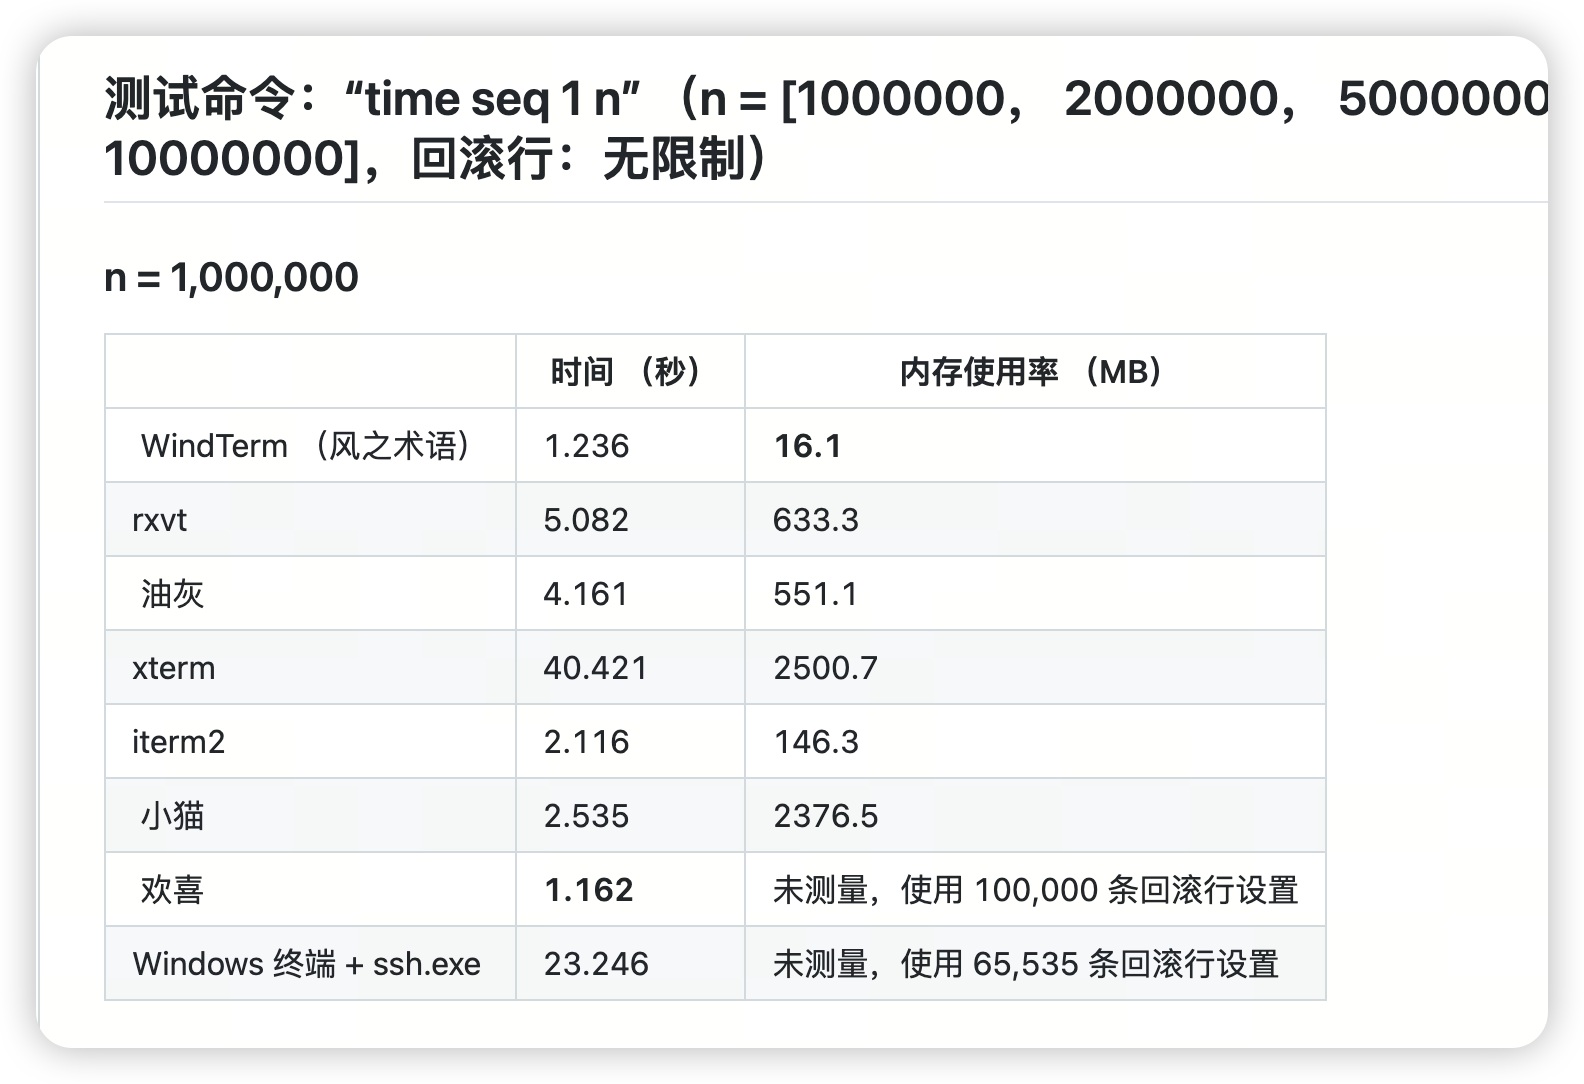 测试命令：“time seq 1 n” （n = [1000000， 2000000， 5000000
10000000]，回滚行：无限制）
n = 1,000,000
时间 （秒） 内存使用率 （MB）
WindTerm （风之术语） 1.236 16.1
rxvt 5.082 633.3
油灰 4.161 551.1
xterm 40.421 2500.7
iterm2 2.116 146.3
小猫 2.535 2376.5
欢喜 1.162 未测量，使用 100,000 条回滚行设置
Windows 终端 + ssh.exe 23.246 未测量，使用 65,535 条回滚行设置